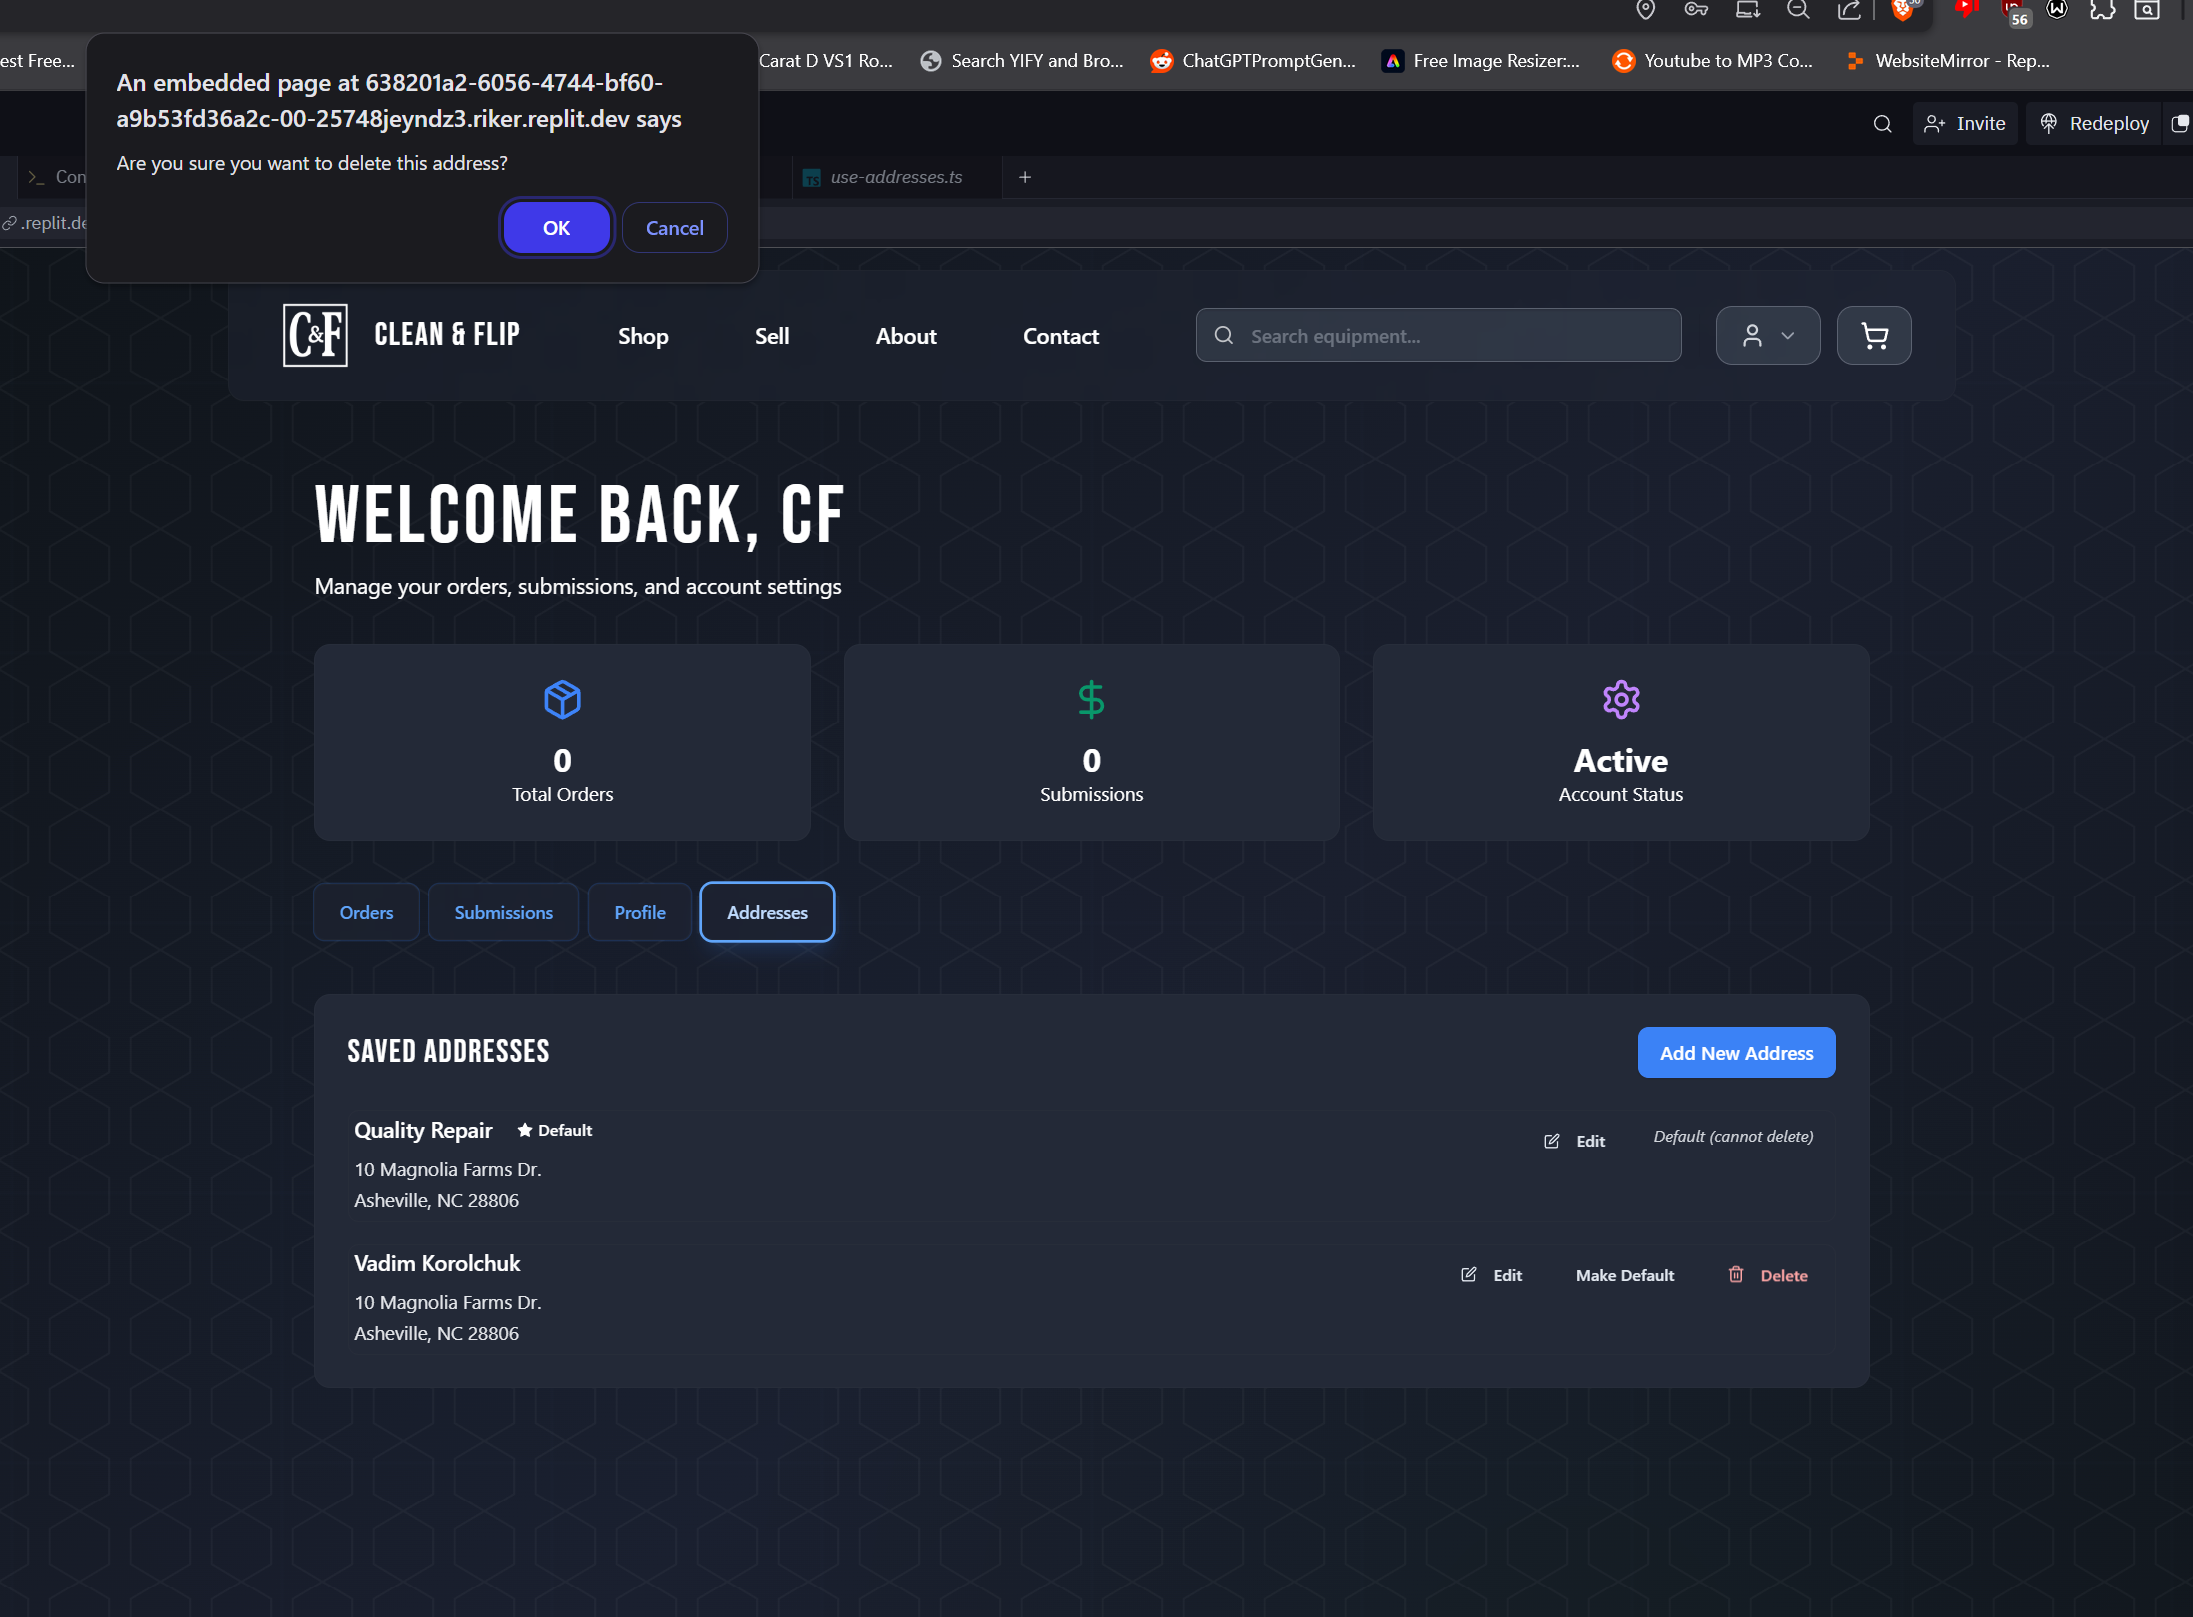 56
est Free...
Carat D VS1 Ro...
Search YIFY and Bro...
ChatGPTPromptGen...
Free Image Resizer:...
Youtube to MP3 Co...
WebsiteMirror - Rep...
An embedded page at 638201a2-6056-4744-bf60-
a9b53fd36a2c-00-25748jeyndz3.riker.replit.dev says
Are you sure you want to delete this address?
OK
Cancel
Invite
Redeploy
Con
TS use-addresses.ts
.replit.de
C&F
CLEAN & FLIP
Shop
Sell
About
Contact
Search equipment...
WELCOME BACK, CF
Manage your orders, submissions, and account settings
0
Total Orders
0
Submissions
Active
Account Status
Orders
Submissions
Profile
Addresses
SAVED ADDRESSES
Add New Address
Quality Repair
Default
10 Magnolia Farms Dr.
Asheville, NC 28806
Edit
Default (cannot delete)
Vadim Korolchuk
10 Magnolia Farms Dr.
Asheville, NC 28806
Edit
Make Default
Delete